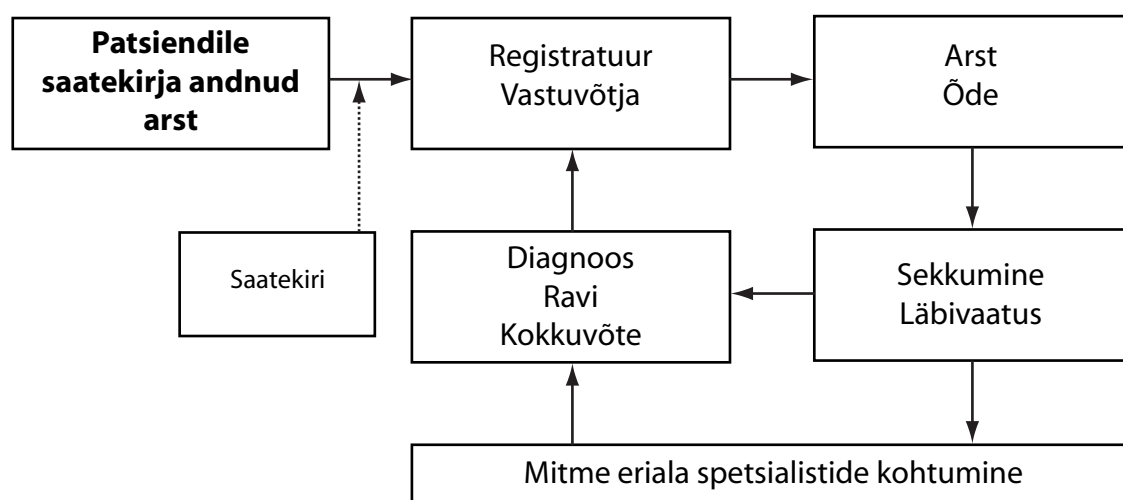 Patsiendile
saatekirja andnud
arst
Registratuur
Vastuvõtja
Arst
Õde
Saatekiri
Diagnoos
Ravi
Kokkuvõte
Sekkumine
Läbivaatus
Mitme eriala spetsialistide kohtumine